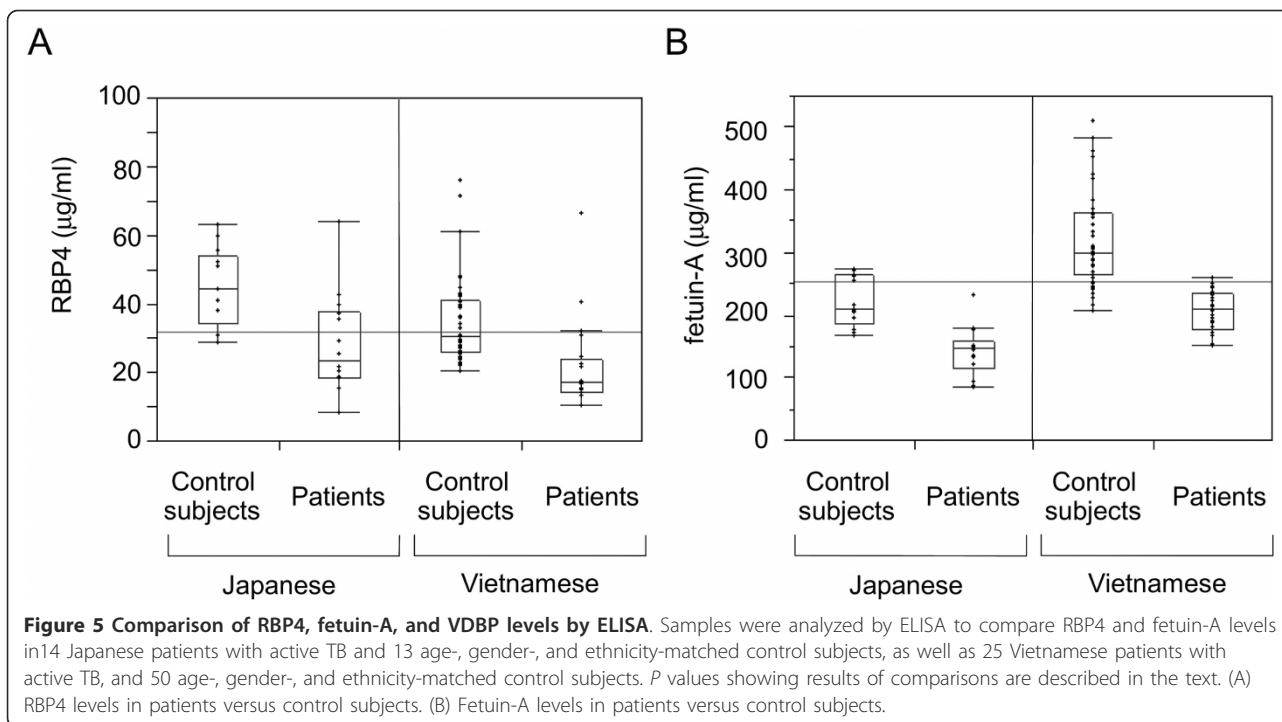 A
B
RBP4 (µg/ml)
100
80
60
40
20
0
fetuin-A (µg/ml)
500
400
300
200
100
0
Control subjects
Patients
Control subjects
Patients
Japanese
Vietnamese
Control subjects
Patients
Control subjects
Patients
Japanese
Vietnamese
Figure 5 Comparison of RBP4, fetuin-A, and VDBP levels by ELISA. Samples were analyzed by ELISA to compare RBP4 and fetuin-A levels
in14 Japanese patients with active TB and 13 age-, gender-, and ethnicity-matched control subjects, as well as 25 Vietnamese patients with
active TB, and 50 age-, gender-, and ethnicity-matched control subjects. P values showing results of comparisons are described in the text. (A)
RBP4 levels in patients versus control subjects. (B) Fetuin-A levels in patients versus control subjects.